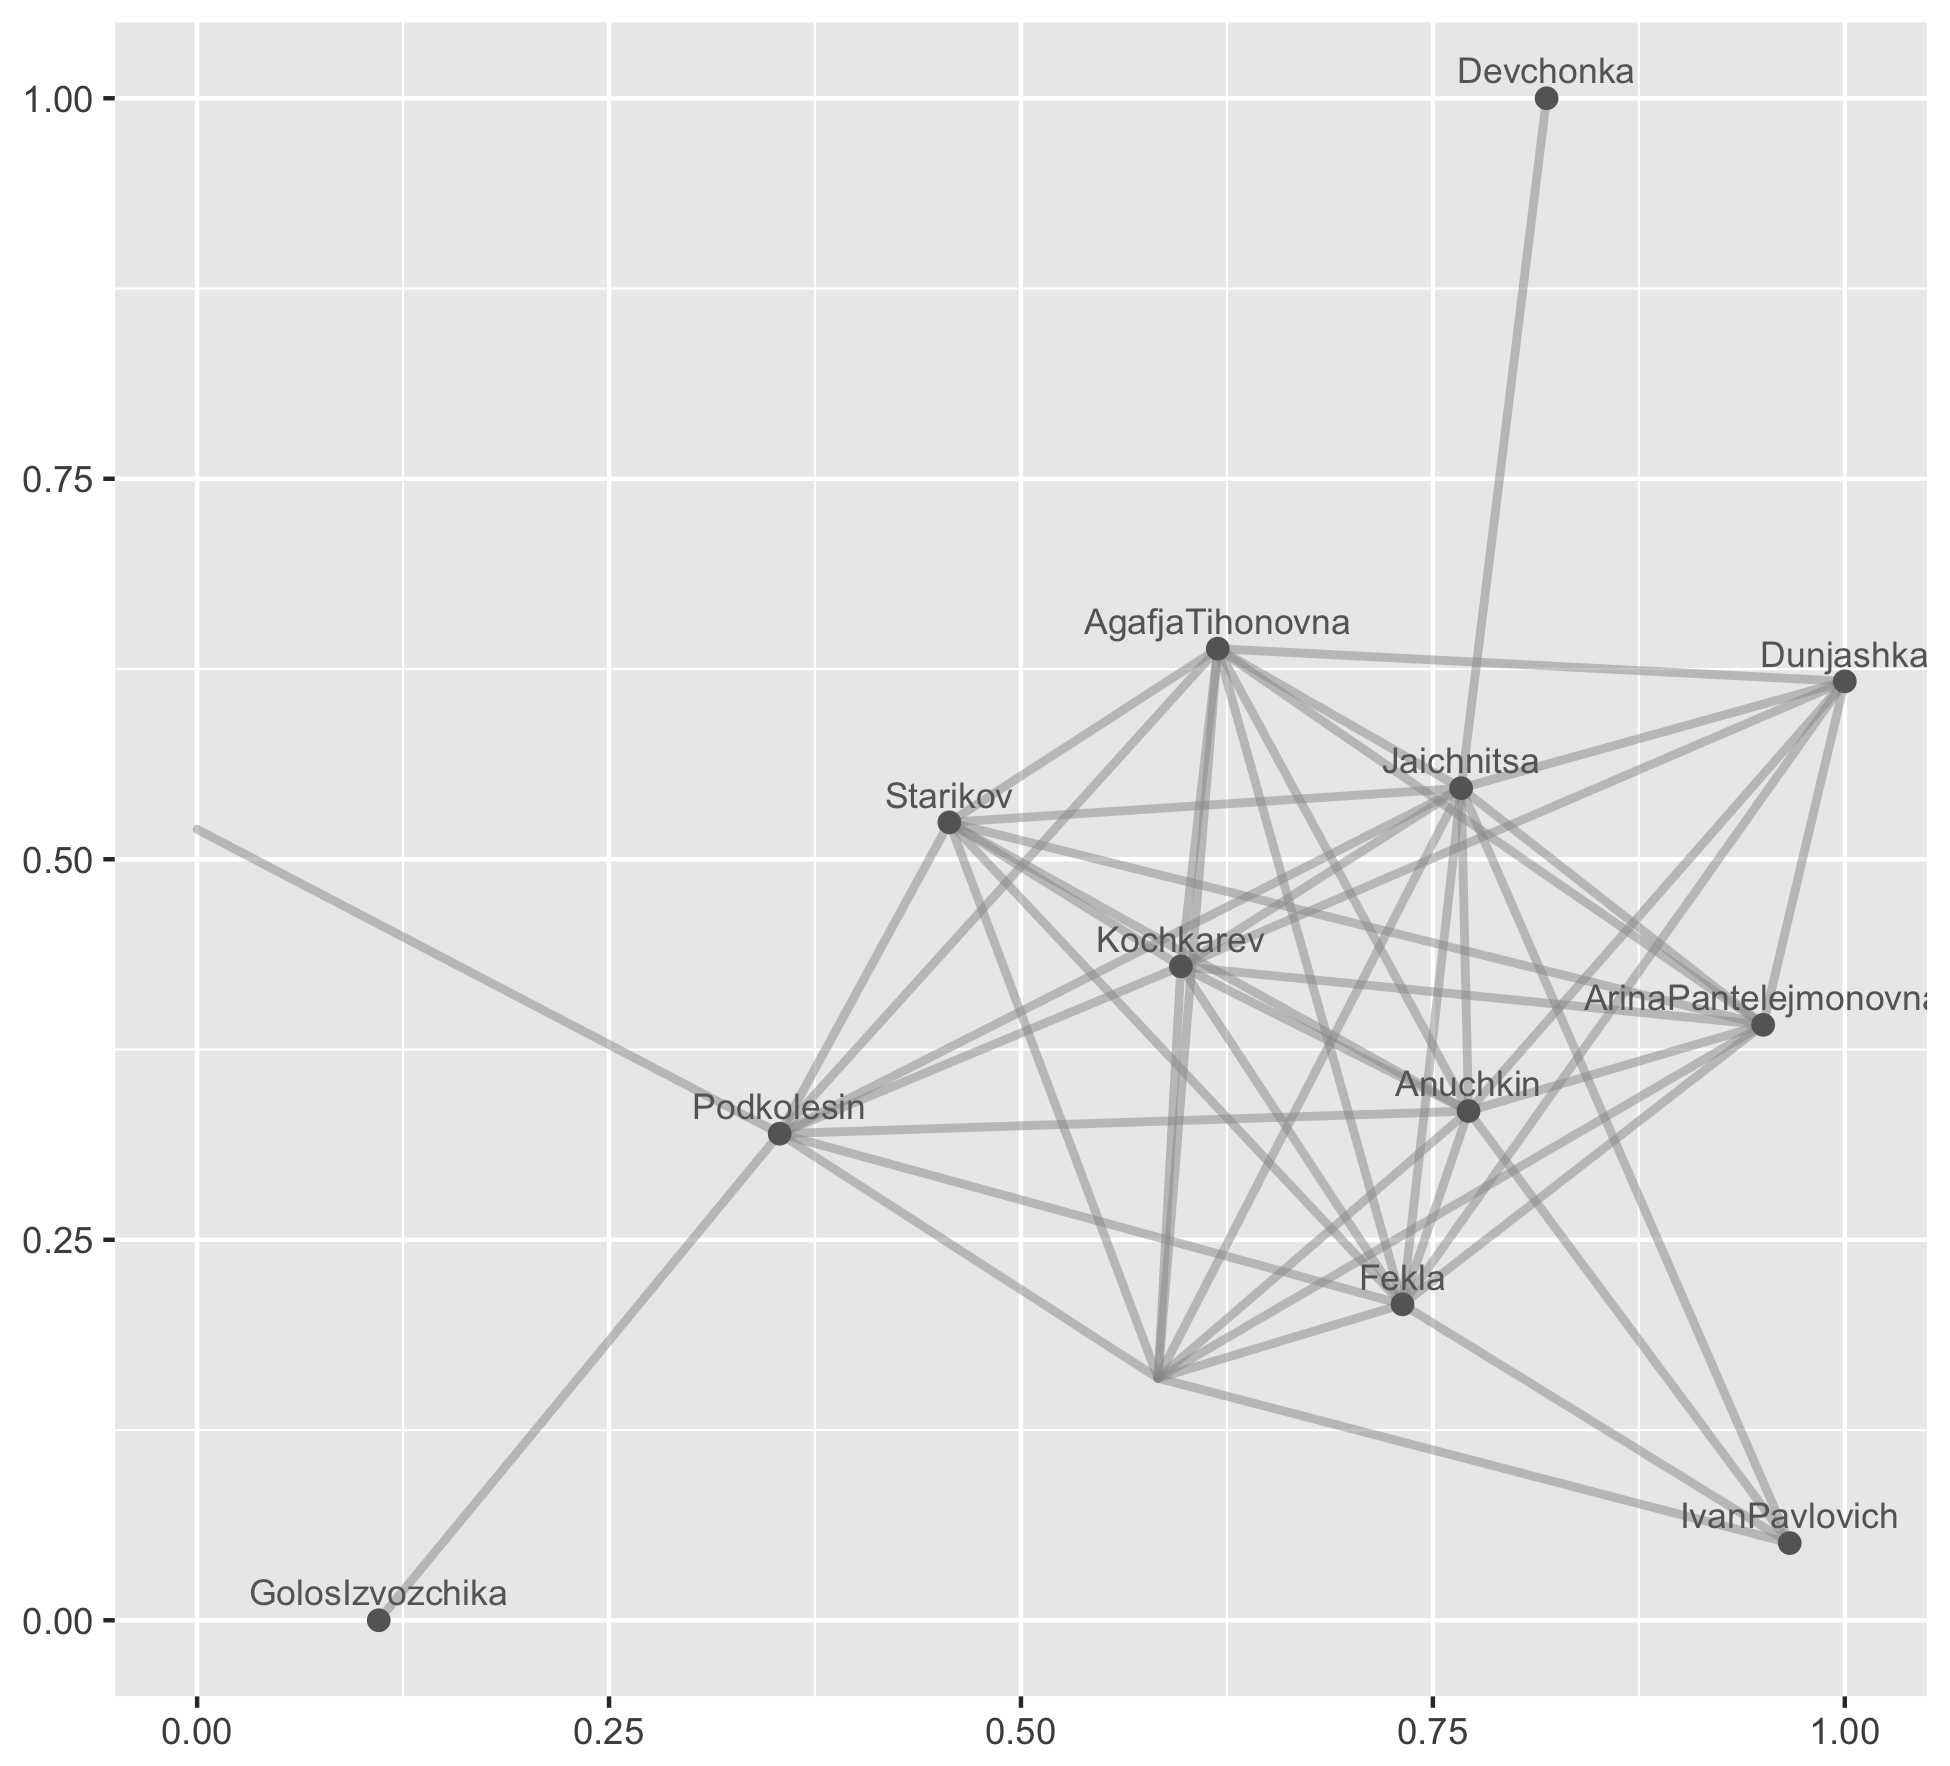 Devchonka
1.00
0.75
AgafjaTihonovna
Dunjashka
Jaichnitsa
Starikov
0.50
Kochkarev
ArinaPantelejmonovna
Anuchkin
Podkolesin
0.25
Fekla
IvanPavlovich
GolosIzvozchika
0.00
0.00 0.25 0.50 0.75 1.00